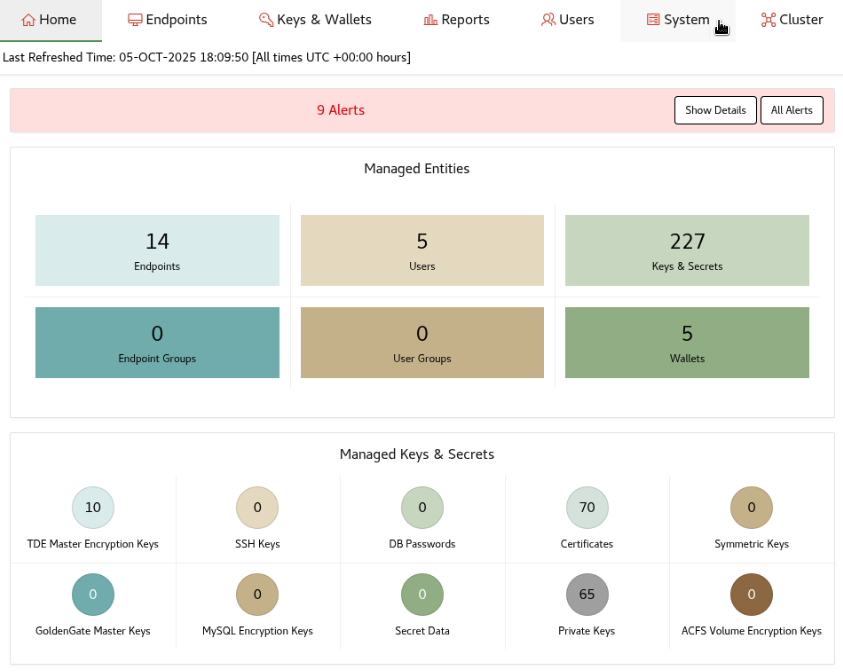 Home Endpoints Keys & Wallets Reports Users System Cluster
Last Refreshed Time: 05-OCT-2025 18:09:50 [All times UTC +00:00 hours]
9 Alerts Show Details All Alerts
Managed Entities
14 5 227
Endpoints Users Keys & Secrets
0 0 5
Endpoint Groups User Groups Wallets
Managed Keys & Secrets
10 0 0 70 0
TDE Master Encryption Keys SSH Keys DB Passwords Certificates Symmetric Keys
0 0 0 65 0
GoldenGate Master Keys MySQL Encryption Keys Secret Data Private Keys ACFS Volume Encryption Keys